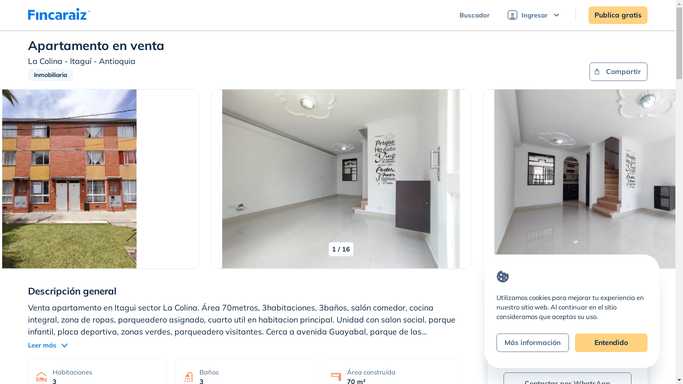 Fincaraiz
Buscador
Ingresar
Publica gratis
Apartamento en venta
La Colina - Itaguí - Antioquia
Inmobiliaria
Compartir
1 / 16
Descripción general
Venta apartamento en Itagui sector La Colina. Área 70metros, 3habitaciones, 3baños, salón comedor, cocina
integral, zona de ropas, parqueadero asignado, cuarto util en habitacion principal. Unidad con salon social, parque
infantil, placa deportiva, zonas verdes, parqueadero visitantes. Cerca a avenida Guayabal, parque de las...
Leer más
Habitaciones
3
Baños
3
Área construida
70 m²
Utilizamos cookies para mejorar tu experiencia en
nuestro sitio web. Al continuar en el sitio
consideramos que aceptas su uso.
Más información
Entendido
Contactar por WhatsApp